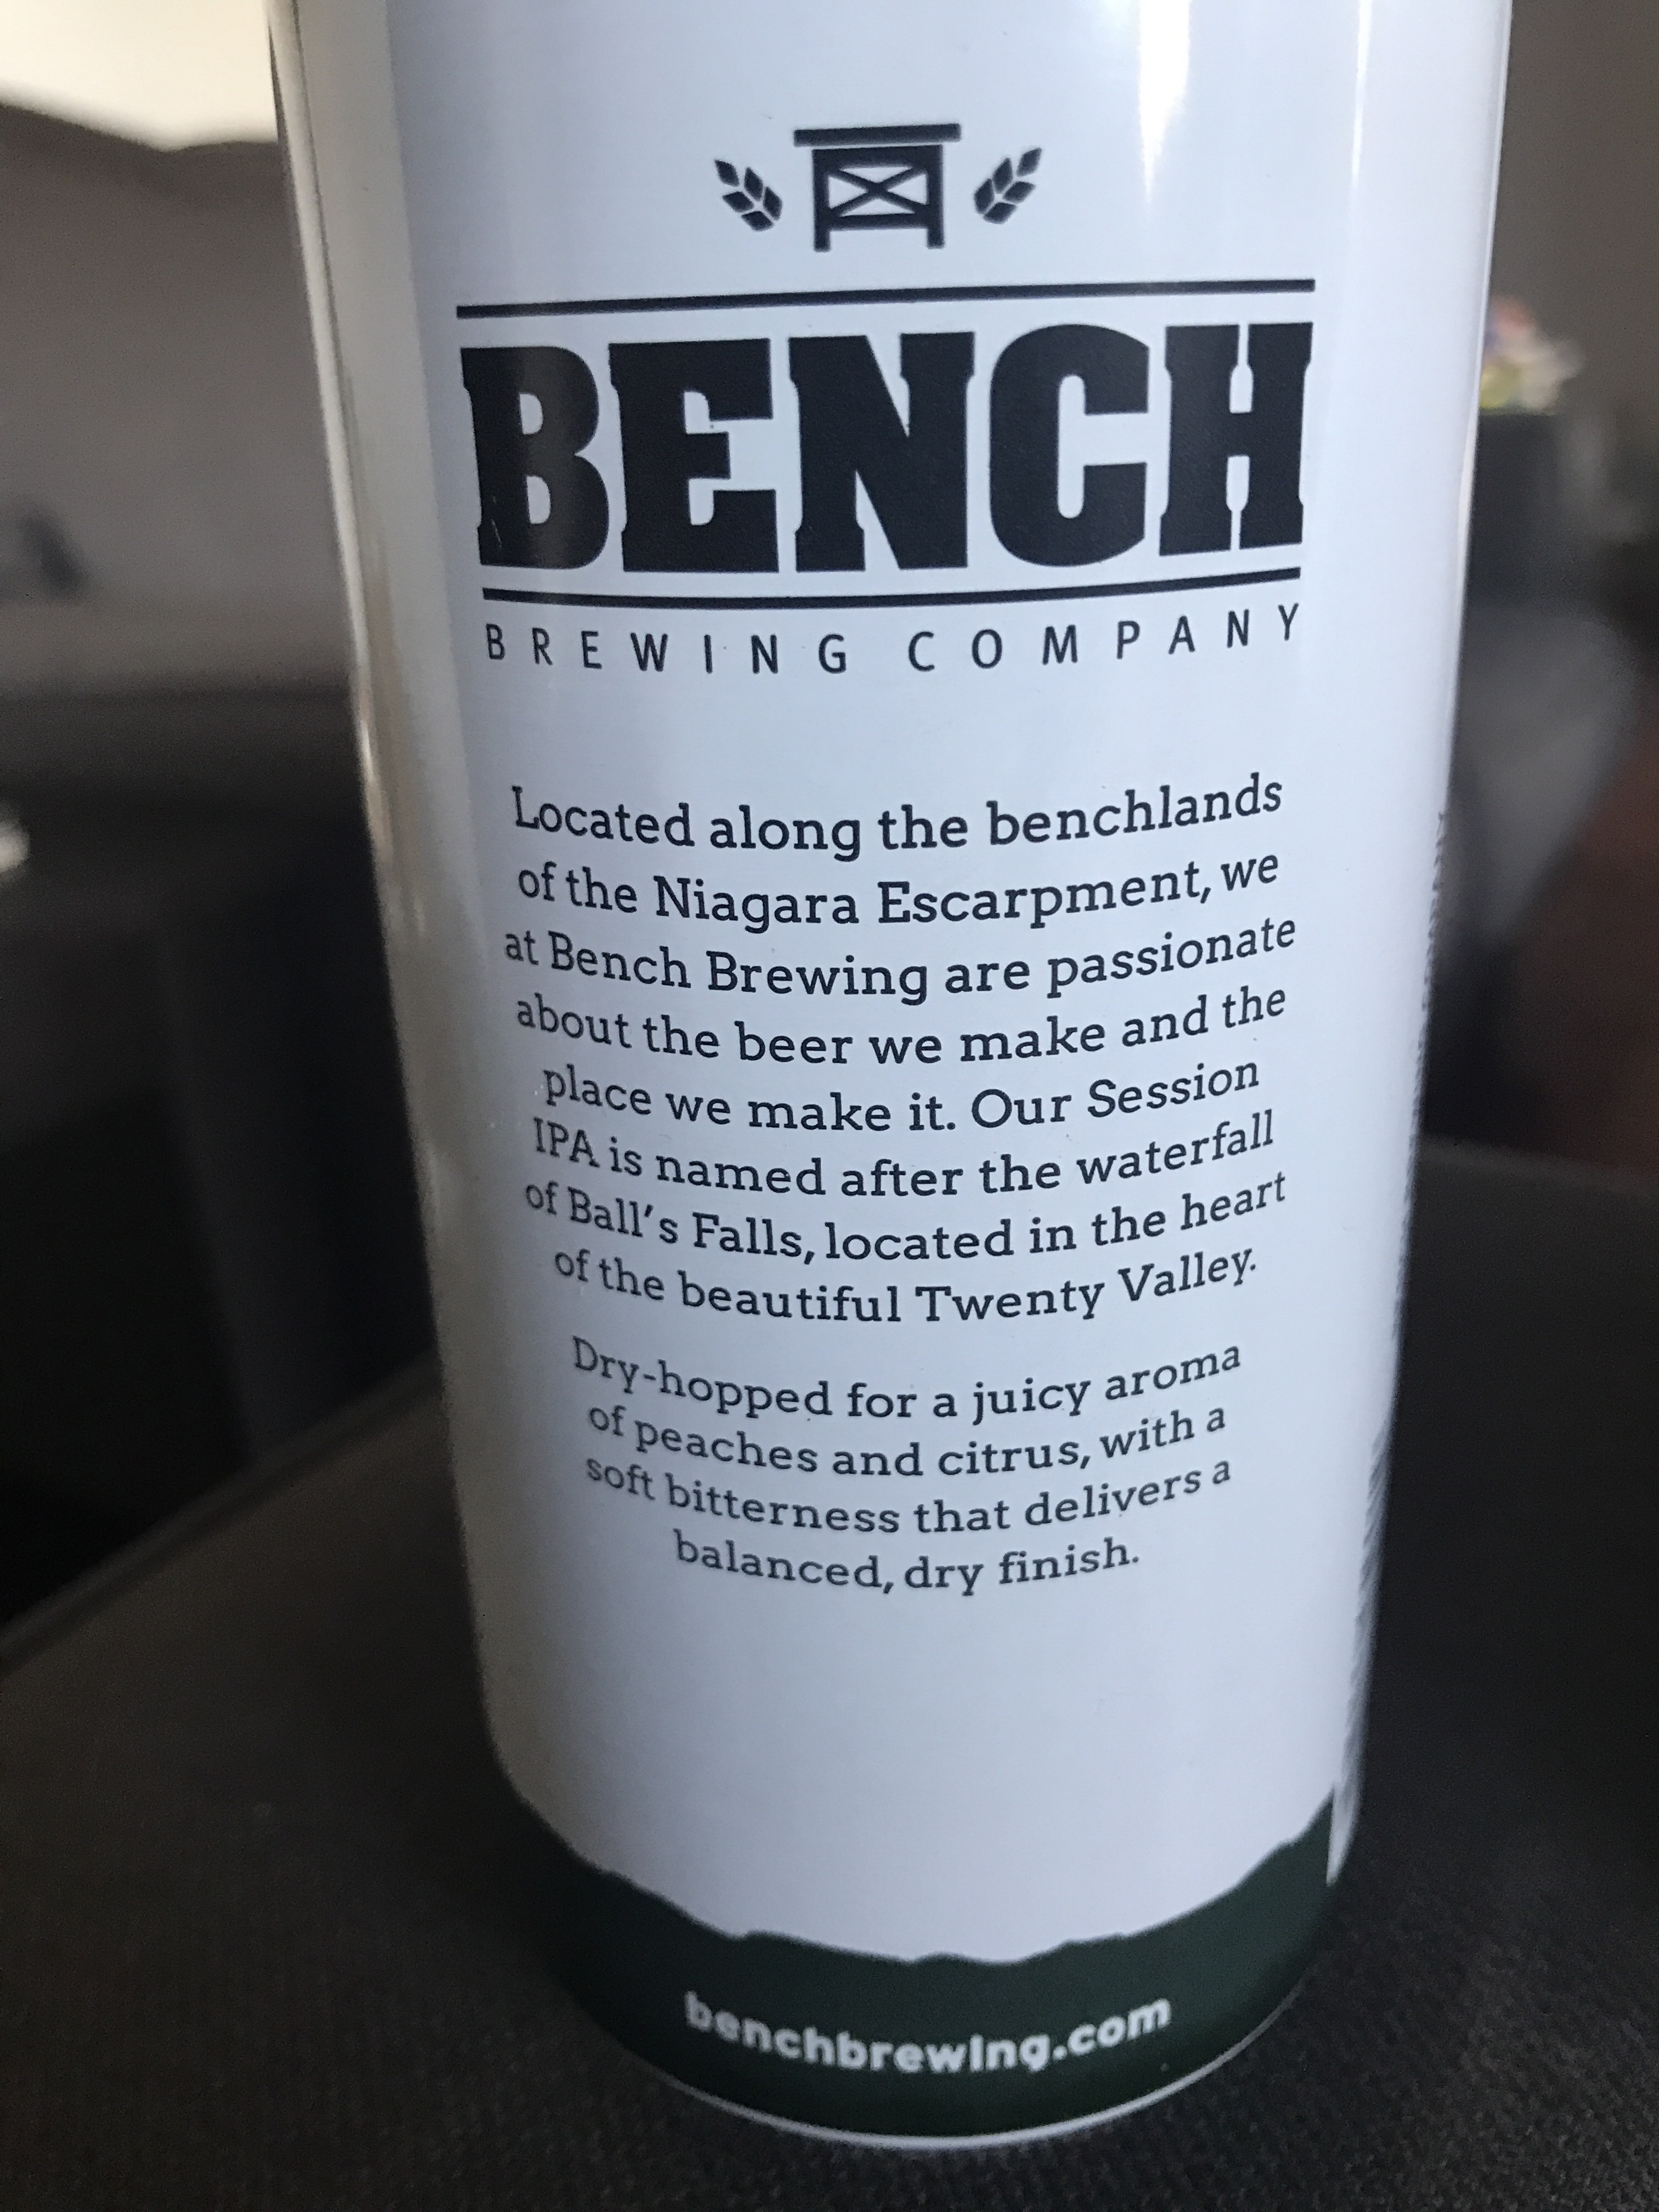 BENCH
BREWING COMPANY
Located along the benchlands
of the Niagara Escarpment, we
at Bench Brewing are passionate
about the beer we make and the
place we make it. Our Session
IPA is named after the waterfall
of Ball's Falls, located in the heart
of the beautiful Twenty Valley.
Dry-hopped for a juicy aroma
of peaches and citrus, with a
soft bitterness that delivers a
balanced, dry finish.
benchbrewing.com